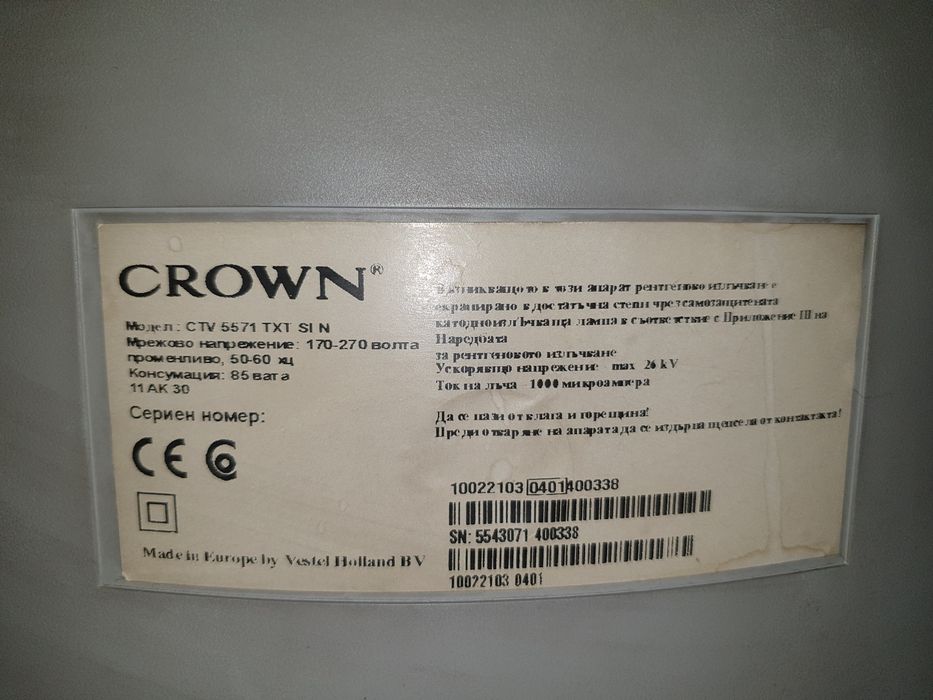 CROWN®
Модел.: CTV 5571 TXT SI N
Мрежово напрежение: 170-270 волта
променливо, 50-60 хц
Консумация: 85 вата
11 AK 30
Сериен номер:
CE
Made in Europe by Vestel Holland BV
Възникващото в този апарат рентгеново излъчване е
екранирано в достатъчна степн чрез самозащитената
катодноизлъчваща лампа в съответствие с Приложение III на
Наредбата
за рентгеновото излъчване
Ускоряващо напрежение - max 26 kV
Ток на лъча - 1000 микроампера
Да се пази от влага и горещина!
Преди отваряне на апарата да се издърпа щепсела от контактакта!
10022103 0401 400338
SN: 5543071 400338
10022103 0401